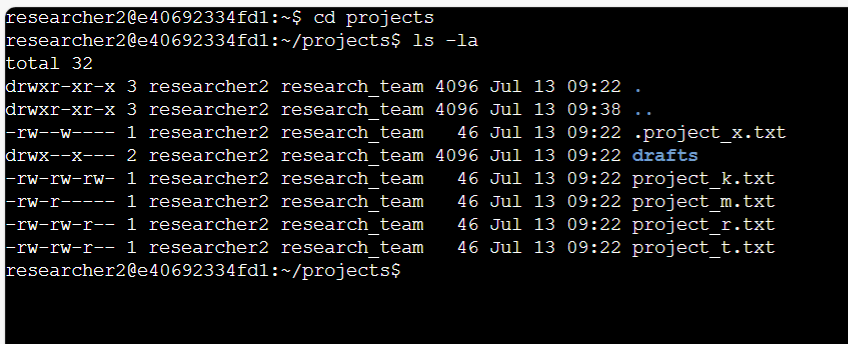 researcher2@e40692334fd1:~$ cd projects
researcher2@e40692334fd1:~/projects$ ls -la
total 32
drwxr-xr-x 3 researcher2 research_team 4096 Jul 13 09:22 .
drwxr-xr-x 3 researcher2 research_team 4096 Jul 13 09:38 ..
-rw--w---- 1 researcher2 research_team   46 Jul 13 09:22 .project_x.txt
drwx--x--- 2 researcher2 research_team 4096 Jul 13 09:22 drafts
-rw-rw-rw- 1 researcher2 research_team   46 Jul 13 09:22 project_k.txt
-rw-r----- 1 researcher2 research_team   46 Jul 13 09:22 project_m.txt
-rw-rw-r-- 1 researcher2 research_team   46 Jul 13 09:22 project_r.txt
-rw-rw-r-- 1 researcher2 research_team   46 Jul 13 09:22 project_t.txt
researcher2@e40692334fd1:~/projects$